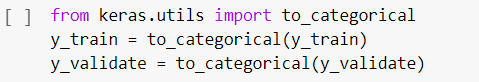 [ ] from keras.utils import to_categorical
y_train = to_categorical(y_train)
y_validate = to_categorical(y_validate)